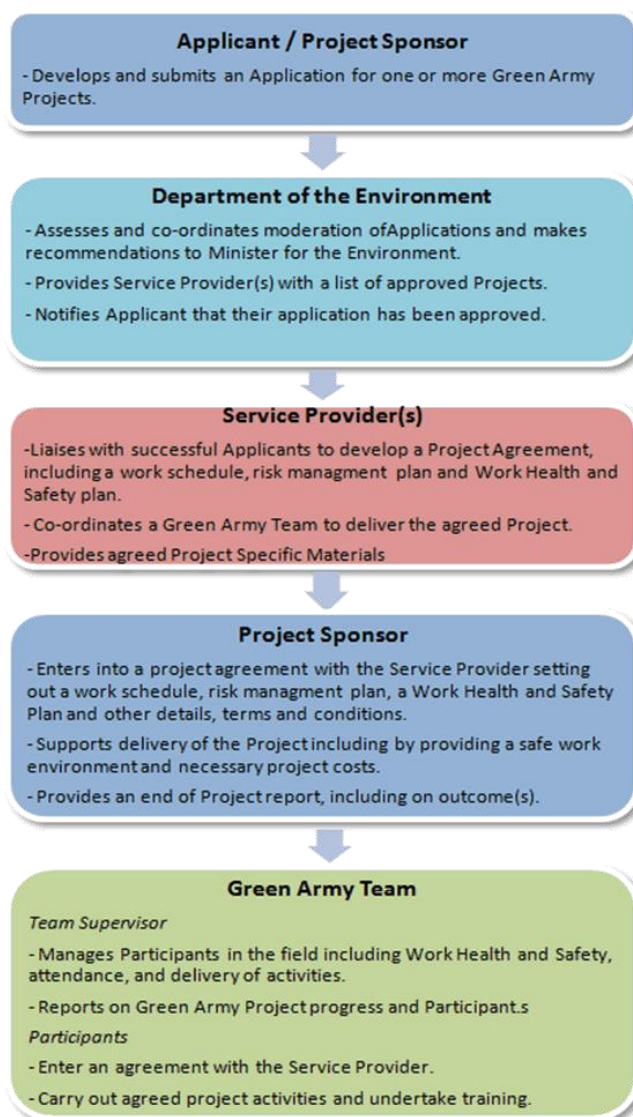 Applicant / Project Sponsor
- Develops and submits an Application for one or more Green Army
Projects.
Department of the Environment
- Assesses and co-ordinates moderation ofApplications and makes
recommendations to Minister for the Environment.
- Provides Service Provider(s) with a list of approved Projects.
- Notifies Applicant that their application has been approved.
Service Provider(s)
-Liaises with successful Applicants to develop a Project Agreement,
including a work schedule, risk managment plan and Work Health and
Safety plan.
- Co-ordinates a Green Army Team to deliver the agreed Project.
-Provides agreed Project Specific Materials
Project Sponsor
- Enters into a project agreement with the Service Provider setting
out a work schedule, risk managment plan, a Work Health and Safety
Plan and other details, terms and conditions.
- Supports delivery of the Project including by providing a safe work
environment and necessary project costs.
- Provides an end of Project report, including on outcome(s).
Green Army Team
Team Supervisor
- Manages Participants in the field including Work Health and Safety,
attendance, and delivery of activities.
- Reports on Green Army Project progress and Participant.s
Participants
- Enter an agreement with the Service Provider.
- Carry out agreed project activities and undertake training.